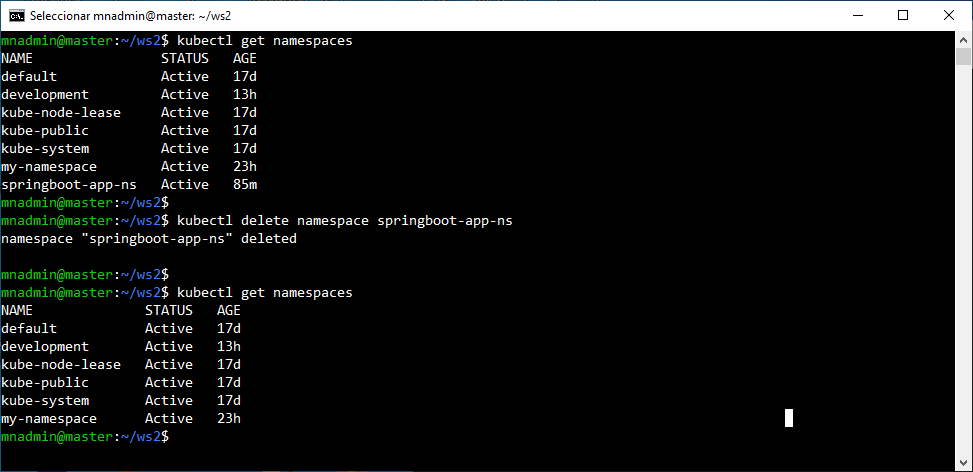 Seleccionar mnadmin@master: ~/ws2
mnadmin@master:~/ws2$ kubectl get namespaces
NAME                STATUS   AGE
default             Active   17d
development         Active   13h
kube-node-lease     Active   17d
kube-public         Active   17d
kube-system         Active   17d
my-namespace        Active   23h
springboot-app-ns   Active   85m
mnadmin@master:~/ws2$
mnadmin@master:~/ws2$ kubectl delete namespace springboot-app-ns
namespace "springboot-app-ns" deleted
mnadmin@master:~/ws2$
mnadmin@master:~/ws2$ kubectl get namespaces
NAME              STATUS   AGE
default           Active   17d
development       Active   13h
kube-node-lease   Active   17d
kube-public       Active   17d
kube-system       Active   17d
my-namespace      Active   23h
mnadmin@master:~/ws2$